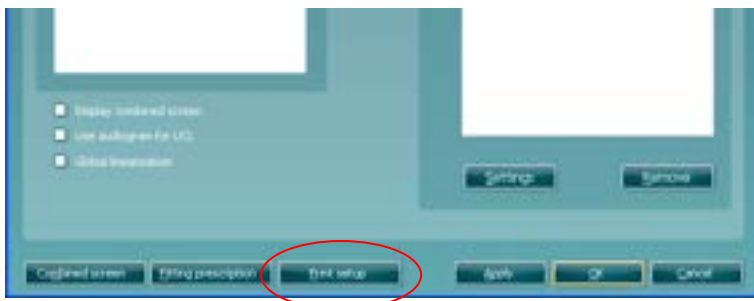 Display combined screen
Use audiogram for UCL
Global
Settings Remove
Combined screen Fitting prescription Print setup Apply OK Cancel